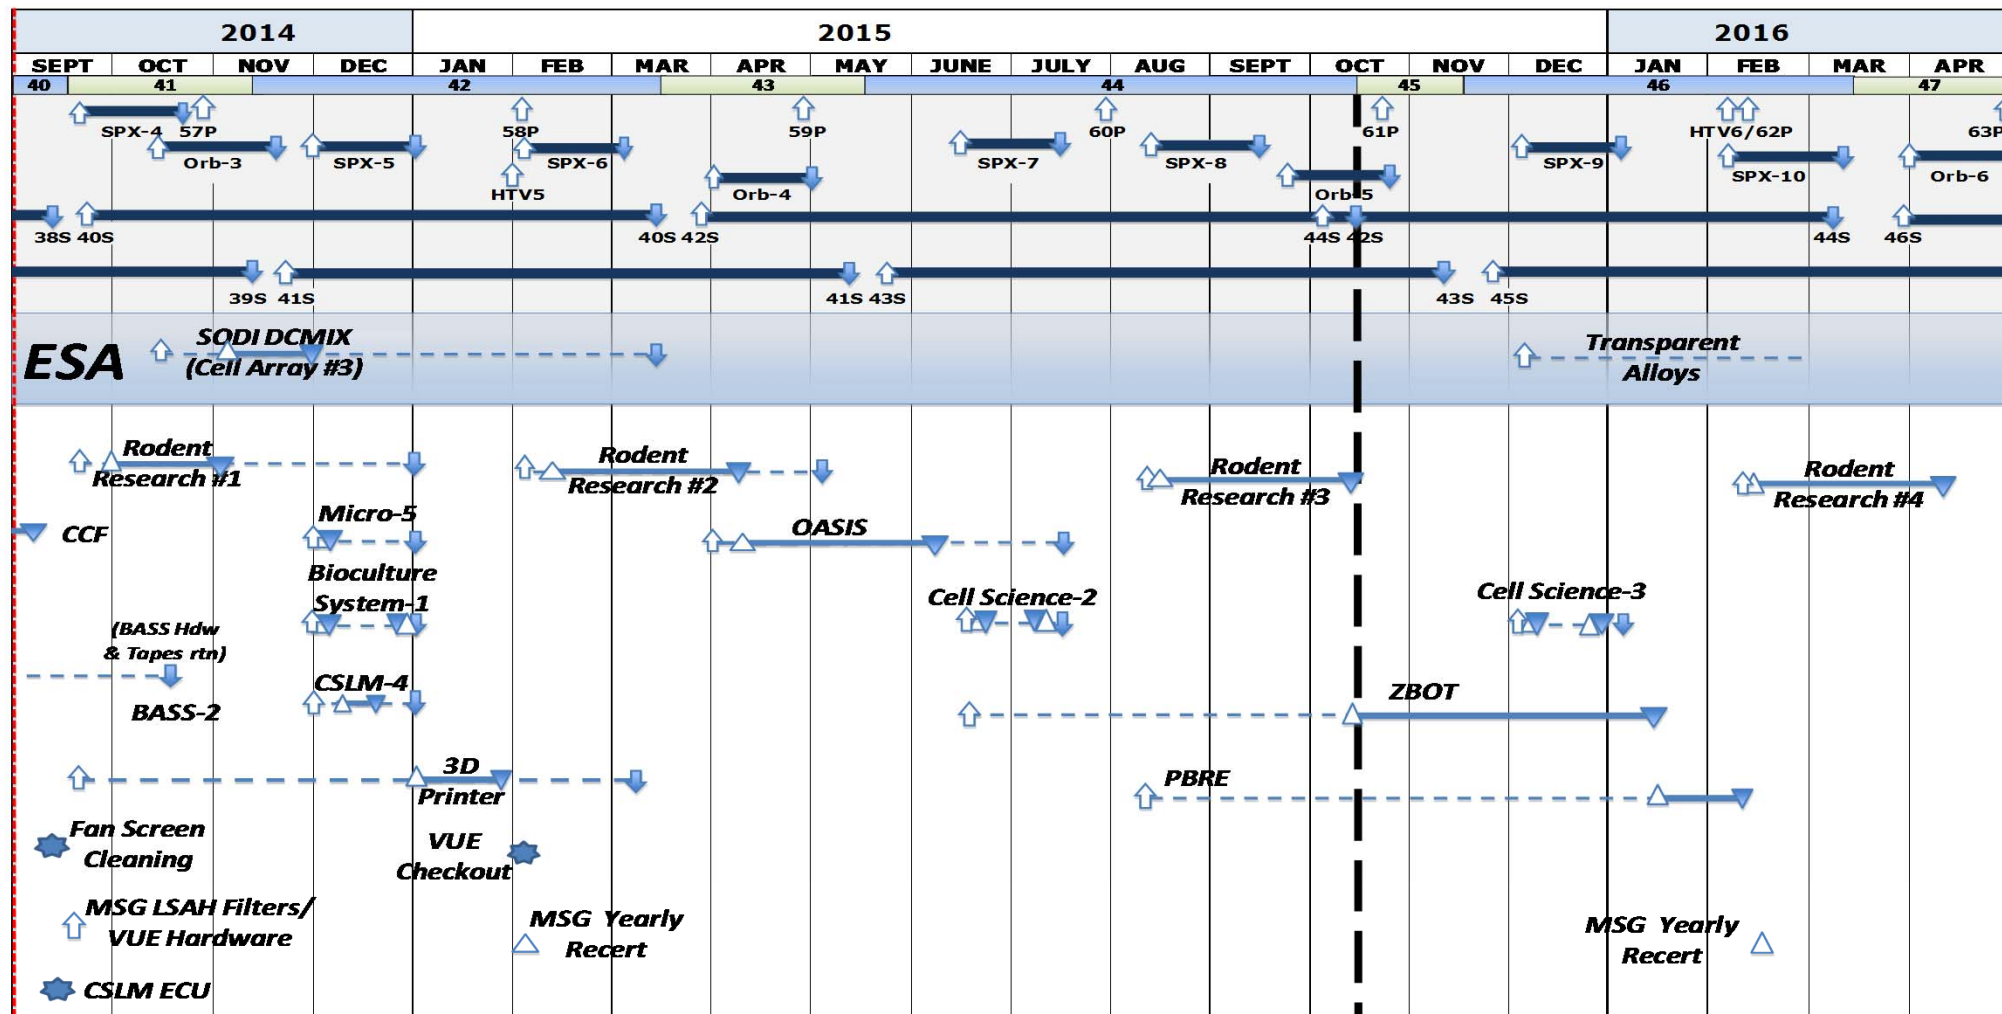 2014 2015 2016
SEPT OCT NOV DEC JAN FEB MAR APR MAY JUNE JULY AUG SEPT OCT NOV DEC JAN FEB MAR APR
40 41 42 43 44 45 46 47
SPX-4 57P 58P 59P 60P 61P HTV6/62P 63P
Orb-3 SPX-5 SPX-6 SPX-7 SPX-8 SPX-9 SPX-10 Orb-6
HTV5 Orb-4 Orb-5
38S 40S 40S 42S 44S 42S 44S 46S
39S 41S 41S 43S 43S 45S
ESA
SODI DCMIX
(Cell Array #3)
Transparent
Alloys
Rodent
Research #1
Rodent
Research #2
Rodent
Research #3
Rodent
Research #4
CCF
Micro-5
OASIS
Bioculture
System-1
Cell Science-2
Cell Science-3
(BASS Hdw
& Tapes rtn)
BASS-2
CSLM-4
ZBOT
3D
Printer
PBRE
Fan Screen
Cleaning
VUE
Checkout
MSG LSAH Filters/
VUE Hardware
MSG Yearly
Recert
MSG Yearly
Recert
CSLM ECU